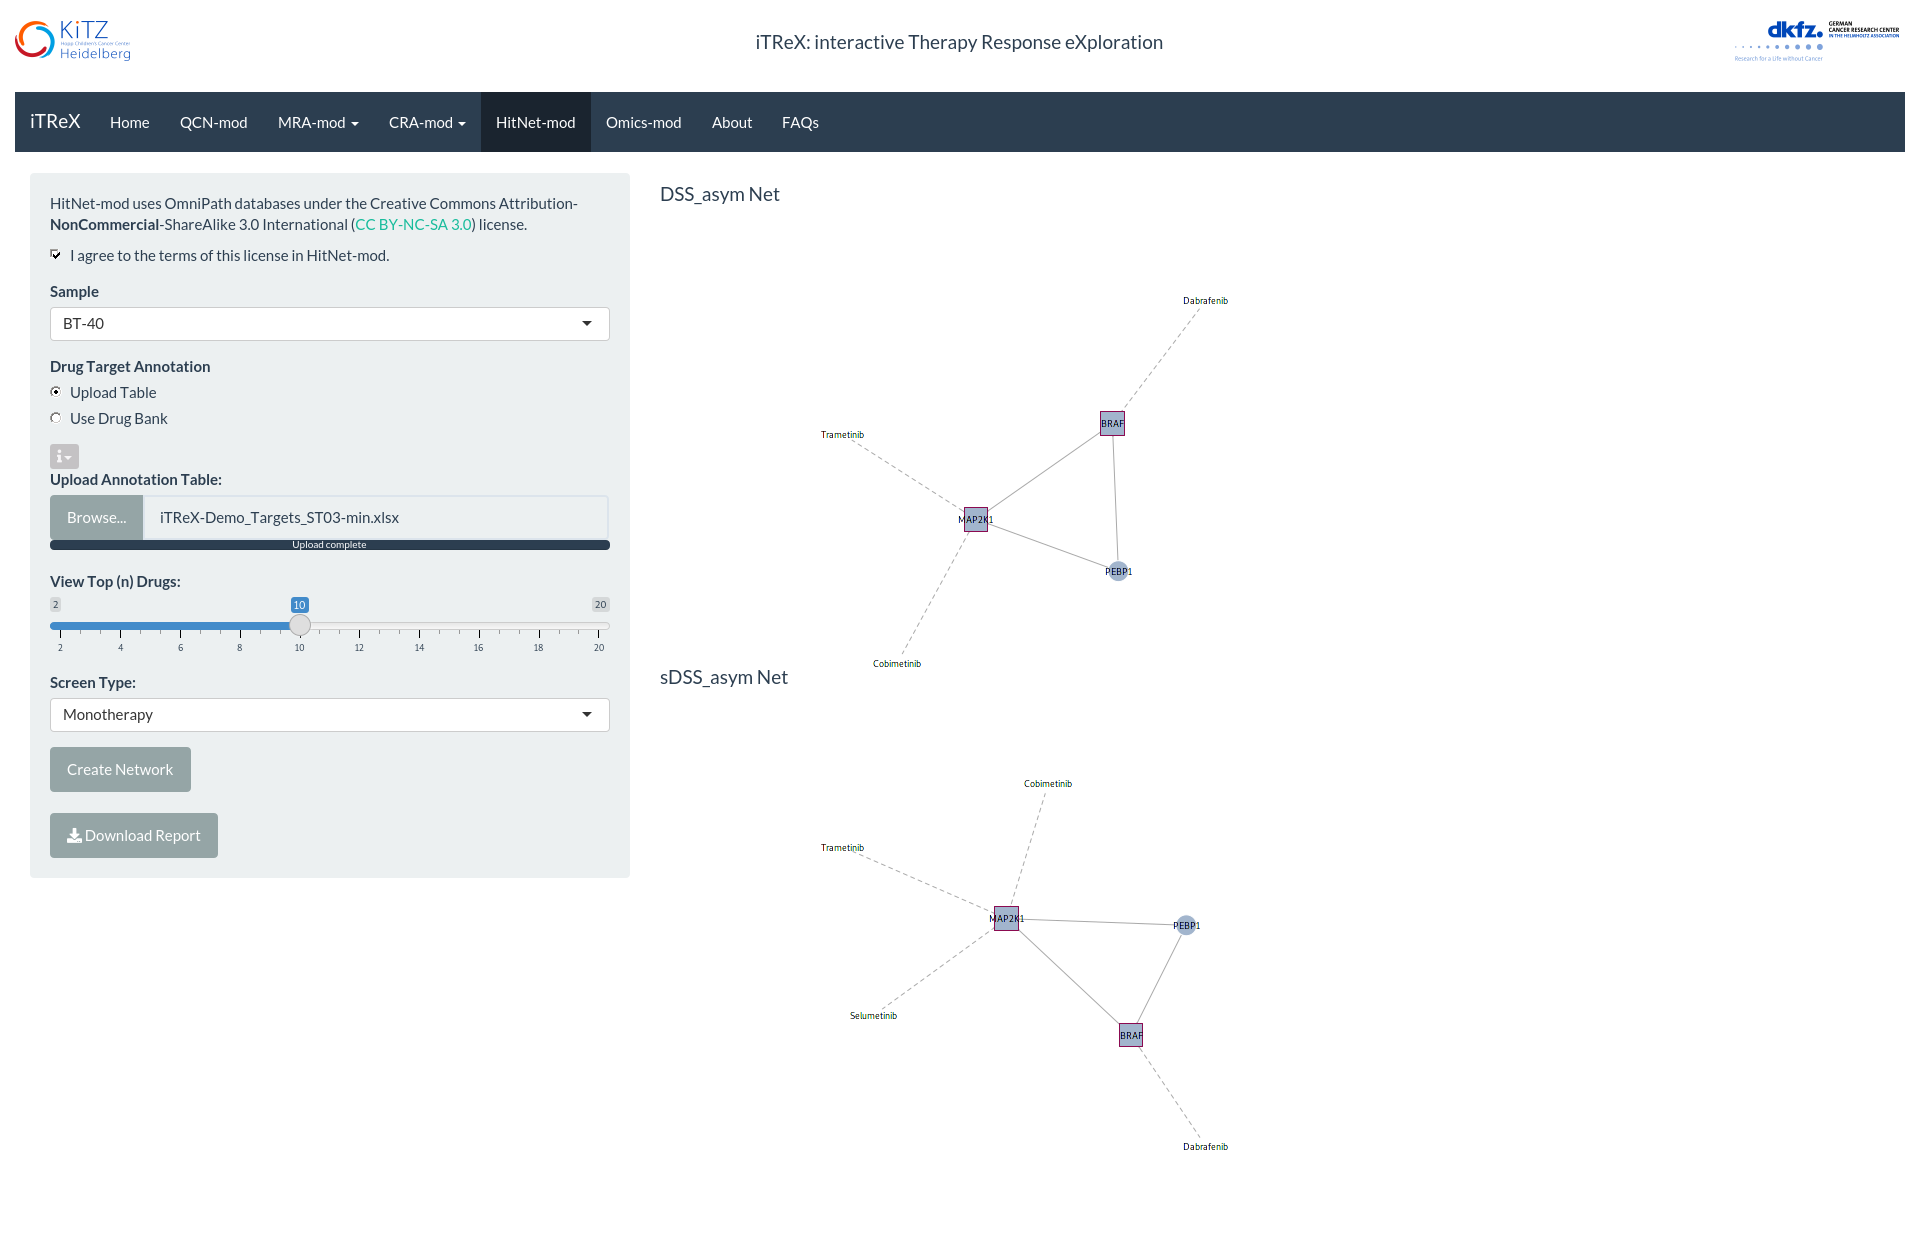 KiTZ
Hopp Children's Cancer Center
Heidelberg
iTReX: interactive Therapy Response eXploration
dkfz.
GERMAN
CANCER RESEARCH CENTER
IN THE HELMHOLTZ ASSOCIATION
Research for a Life without Cancer
iTReX Home QCN-mod MRA-mod CRA-mod HitNet-mod Omics-mod About FAQs
HitNet-mod uses OmniPath databases under the Creative Commons Attribution-
NonCommercial-ShareAlike 3.0 International (CC BY-NC-SA 3.0) license.
I agree to the terms of this license in HitNet-mod.
Sample
BT-40
Drug Target Annotation
Upload Table
Use Drug Bank
i
Upload Annotation Table:
Browse... iTReX-Demo_Targets_ST03-min.xlsx
Upload complete
View Top (n) Drugs:
2 10 20
2 4 6 8 10 12 14 16 18 20
Screen Type:
Monotherapy
Create Network
Download Report
DSS_asym Net
Dabrafenib
BRAF
Trametinib
MAP2K1
PEBP1
Cobimetinib
sDSS_asym Net
Cobimetinib
Trametinib
MAP2K1
PEBP1
Selumetinib
BRAF
Dabrafenib